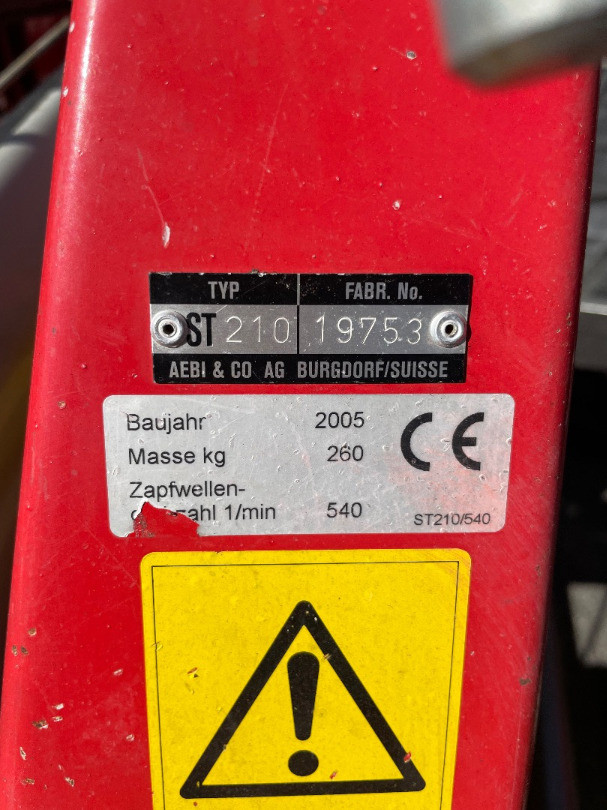 TYP FABR. No.
ST 210 19753
AEBI & CO AG BURGDORF/SUISSE
Baujahr 2005 CE
Masse kg 260
Zapfwellen-
1/min 540 ST210/540